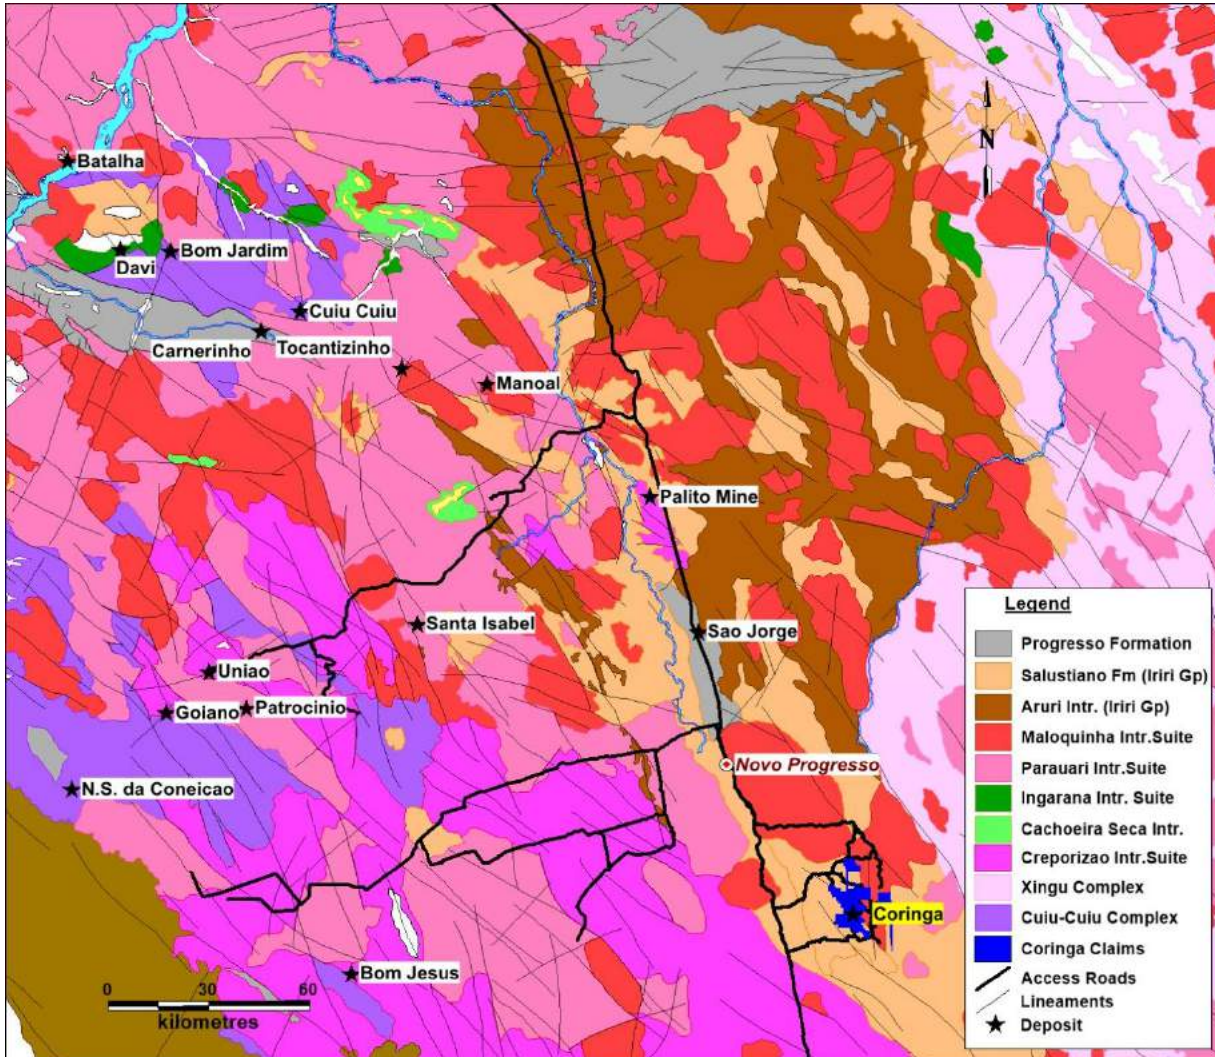 N
Batalha
Davi
Bom Jardim
Cuiu Cuiu
Carnerinho
Tocantizinho
Manoal
Palito Mine
Santa Isabel
Sao Jorge
Uniao
Goiano
Patrocinio
Novo Progresso
N.S. da Coneicao
Coringa
Bom Jesus
0 30 60
kilometres
Legend
Progresso Formation
Salustiano Fm (Iriri Gp)
Aruri Intr. (Iriri Gp)
Maloquinha Intr.Suite
Parauari Intr.Suite
Ingarana Intr. Suite
Cachoeira Seca Intr.
Creporizao Intr.Suite
Xingu Complex
Cuiu-Cuiu Complex
Coringa Claims
Access Roads
Lineaments
Deposit